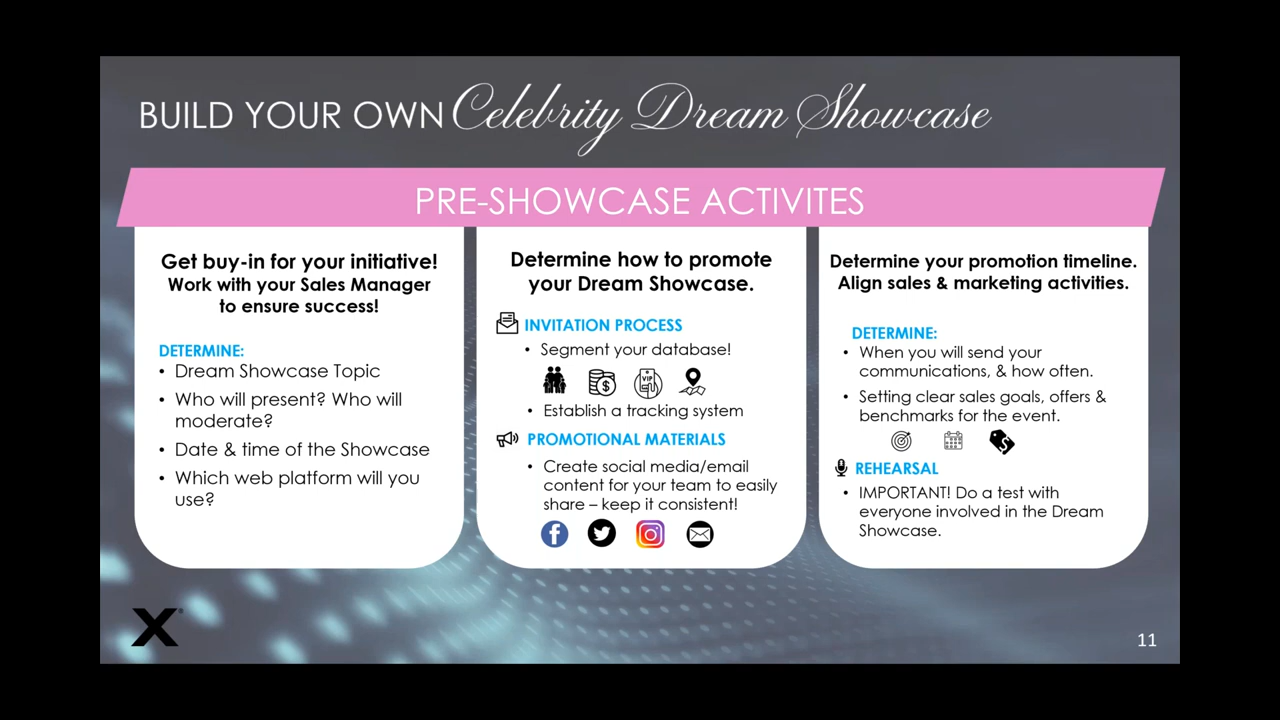 BUILD YOUR OWN Celebrity Dream Showcase
PRE-SHOWCASE ACTIVITES
Get buy-in for your initiative!
Work with your Sales Manager
to ensure success!
DETERMINE:
• Dream Showcase Topic
• Who will present? Who will
moderate?
• Date & time of the Showcase
• Which web platform will you
use?
Determine how to promote
your Dream Showcase.
INVITATION PROCESS
• Segment your database!
VIP
• Establish a tracking system
PROMOTIONAL MATERIALS
• Create social media/email
content for your team to easily
share – keep it consistent!
Determine your promotion timeline.
Align sales & marketing activities.
DETERMINE:
• When you will send your
communications, & how often.
• Setting clear sales goals, offers &
benchmarks for the event.
REHEARSAL
• IMPORTANT! Do a test with
everyone involved in the Dream
Showcase.
X®
11